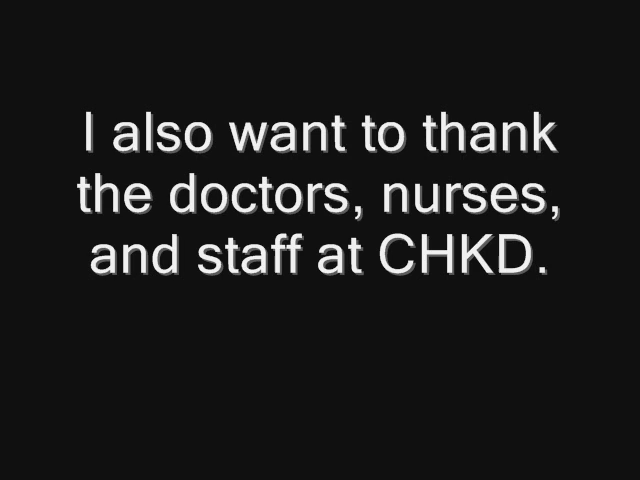 I also want to thank
the doctors, nurses,
and staff at CHKD.